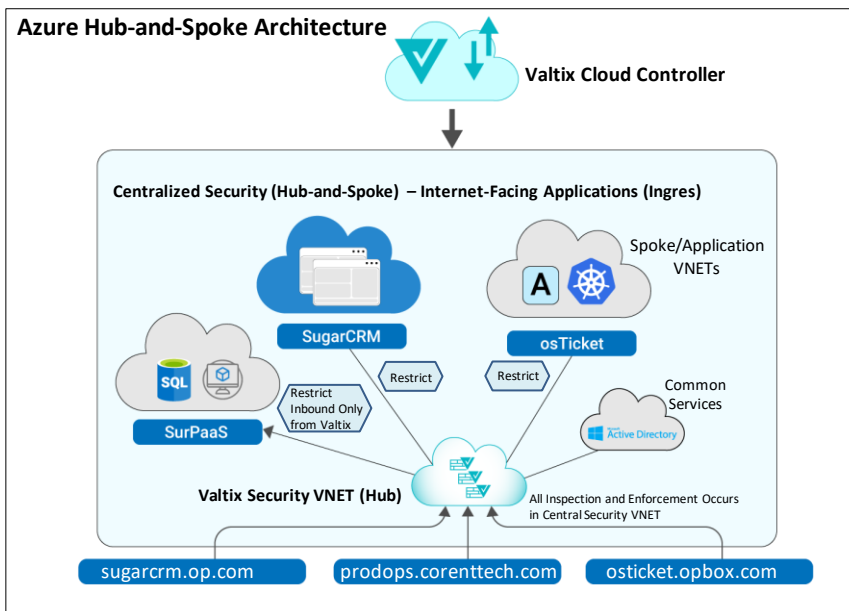 Azure Hub-and-Spoke Architecture
Valtix Cloud Controller
Centralized Security (Hub-and-Spoke) – Internet-Facing Applications (Ingres)
Spoke/Application
VNETs
A
SugarCRM
osTicket
SQL
Restrict
Restrict
Restrict
Inbound Only
from Valtix
SurPaaS
Common
Services
Microsoft
Active Directory
Valtix Security VNET (Hub)
All Inspection and Enforcement Occurs
in Central Security VNET
sugarcrm.op.com
prodops.corenttech.com
osticket.opbox.com